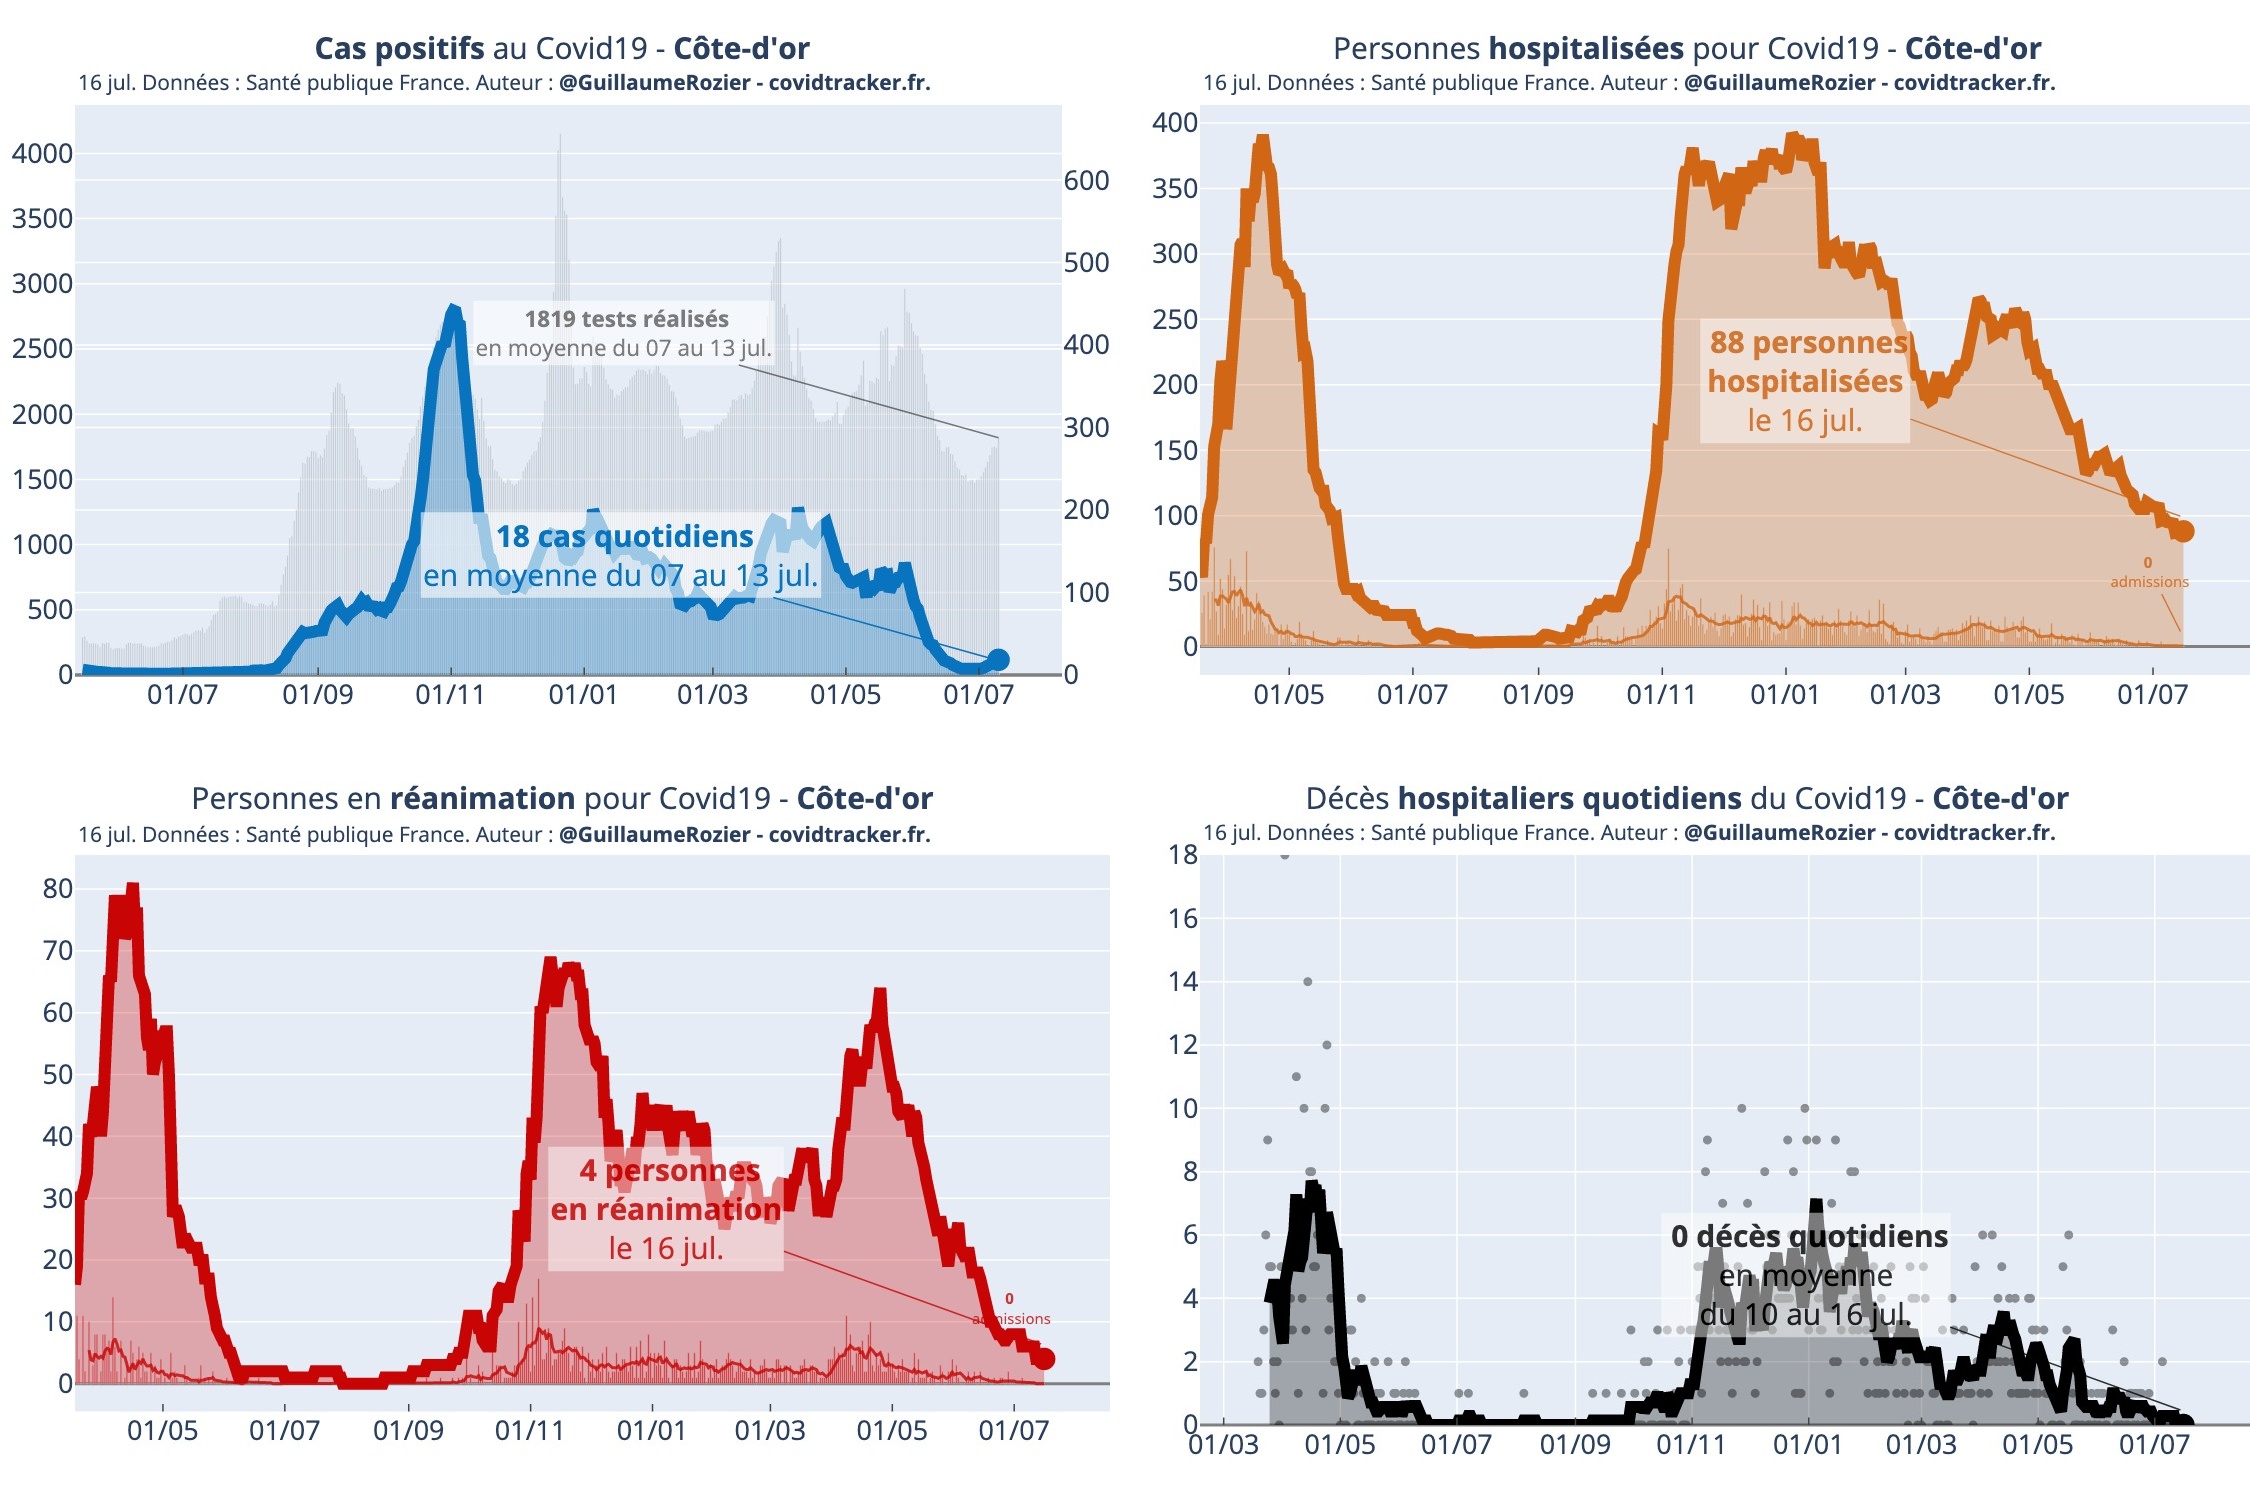 Cas positifs au Covid19 - Côte-d'or
16 jul. Données : Santé publique France. Auteur : @GuillaumeRozier - covidtracker.fr.
4000
3500
3000
2500
2000
1500
1000
500
0
600
500
400
300
200
100
0
1819 tests réalisés
en moyenne du 07 au 13 jul.
18 cas quotidiens
en moyenne du 07 au 13 jul.
01/07 01/09 01/11 01/01 01/03 01/05 01/07
Personnes hospitalisées pour Covid19 - Côte-d'or
16 jul. Données : Santé publique France. Auteur : @GuillaumeRozier - covidtracker.fr.
400
350
300
250
200
150
100
50
0
88 personnes
hospitalisées
le 16 jul.
0
admissions
01/05 01/07 01/09 01/11 01/01 01/03 01/05 01/07
Personnes en réanimation pour Covid19 - Côte-d'or
16 jul. Données : Santé publique France. Auteur : @GuillaumeRozier - covidtracker.fr.
80
70
60
50
40
30
20
10
0
4 personnes
en réanimation
le 16 jul.
0
admissions
01/05 01/07 01/09 01/11 01/01 01/03 01/05 01/07
Décès hospitaliers quotidiens du Covid19 - Côte-d'or
16 jul. Données : Santé publique France. Auteur : @GuillaumeRozier - covidtracker.fr.
18
16
14
12
10
8
6
4
2
0
0 décès quotidiens
en moyenne
du 10 au 16 jul.
01/03 01/05 01/07 01/09 01/11 01/01 01/03 01/05 01/07